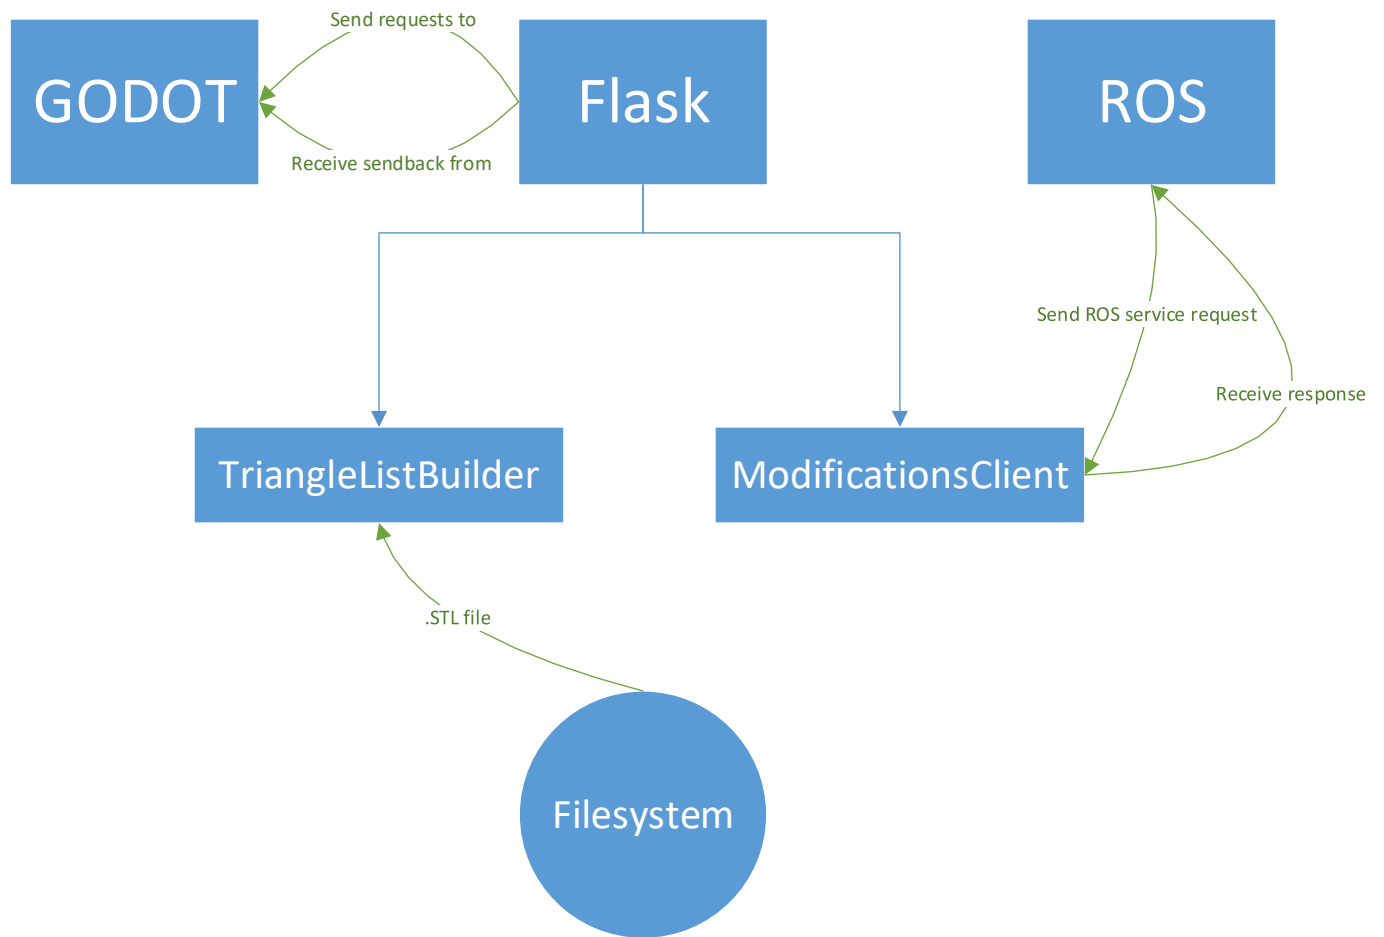 Send requests to
GODOT
Flask
ROS
Receive sendback from
Send ROS service request
Receive response
TriangleListBuilder
ModificationsClient
.STL file
Filesystem